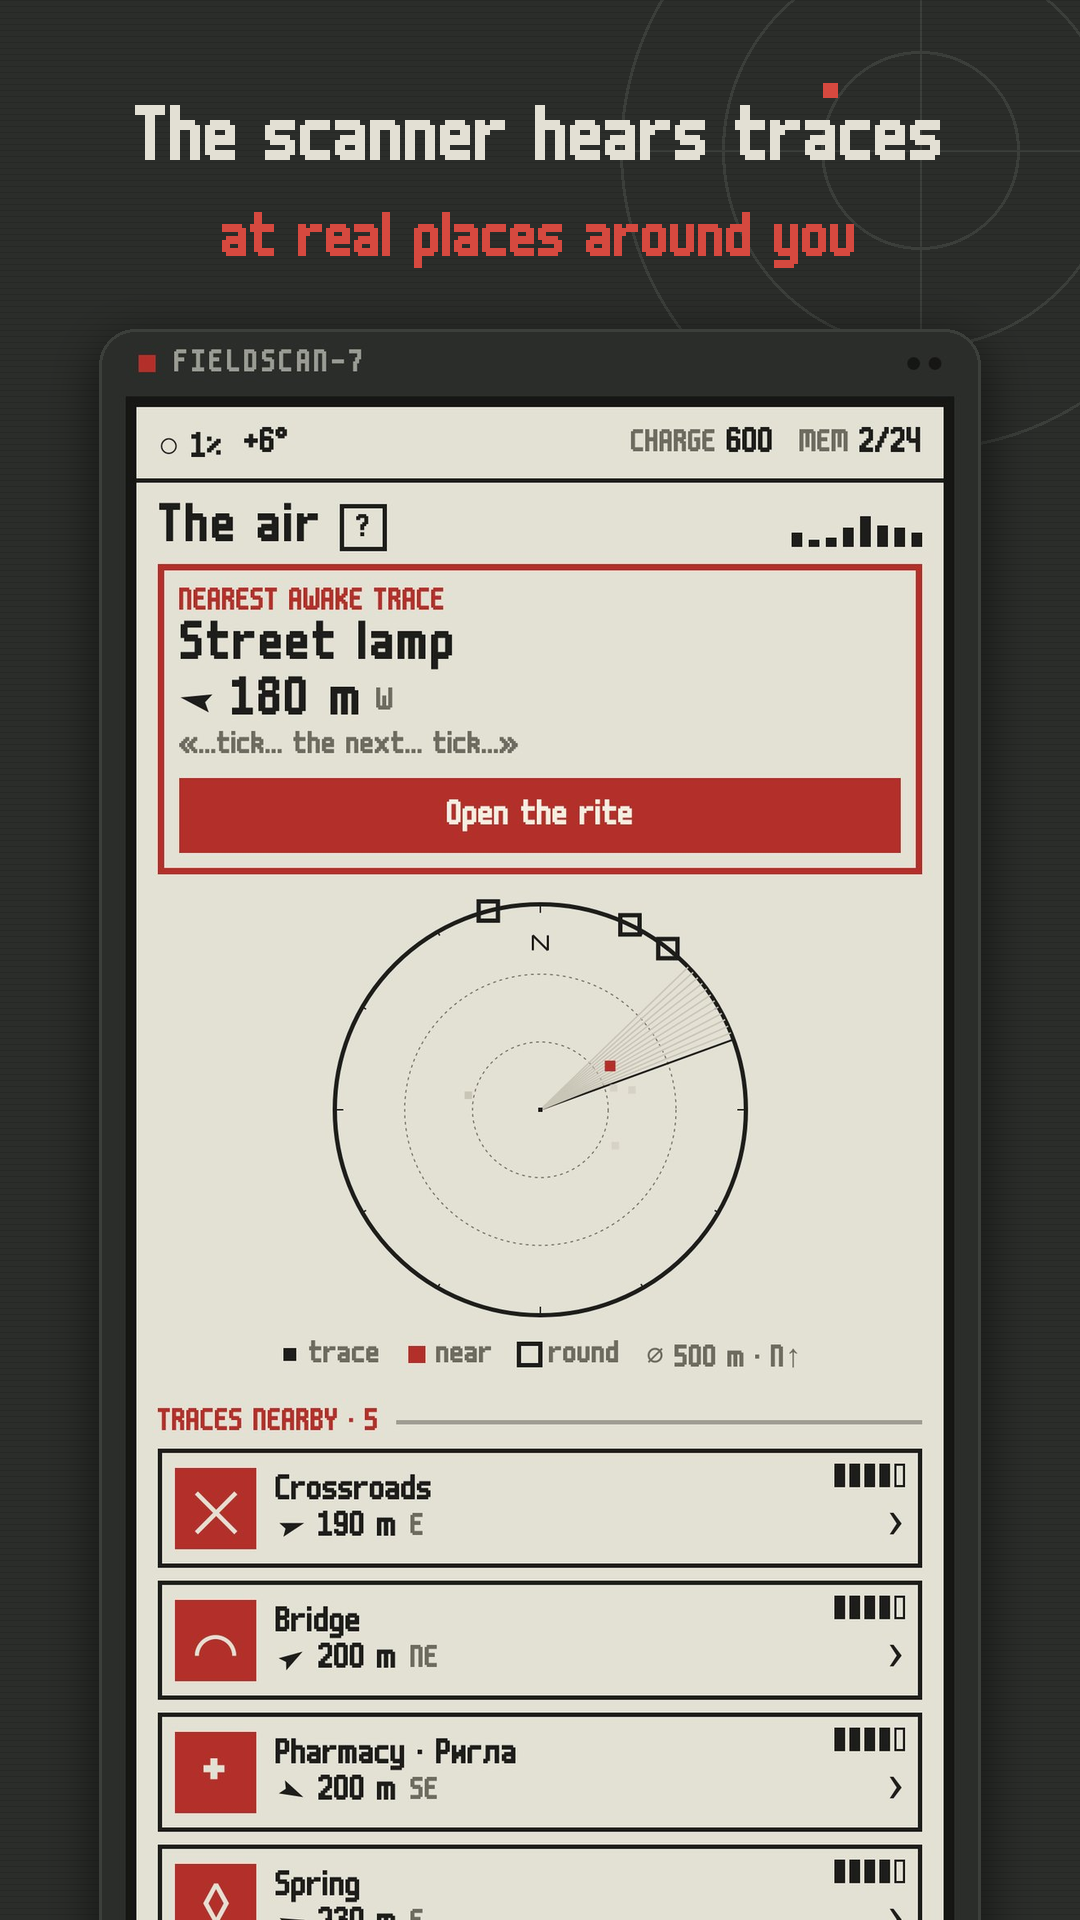 The scanner hears traces
at real places around you
FIELDSCAN-7
○ 1% +6° CHARGE 600 MEM 2/24
The air ?
NEAREST AWAKE TRACE
Street lamp
180 m W
«...tick... the next... tick...»
Open the rite
N
trace near round ⌀ 500 m · N↑
TRACES NEARBY · 5
Crossroads
190 m E
Bridge
200 m NE
Pharmacy · Ригла
200 m SE
Spring
230 m E